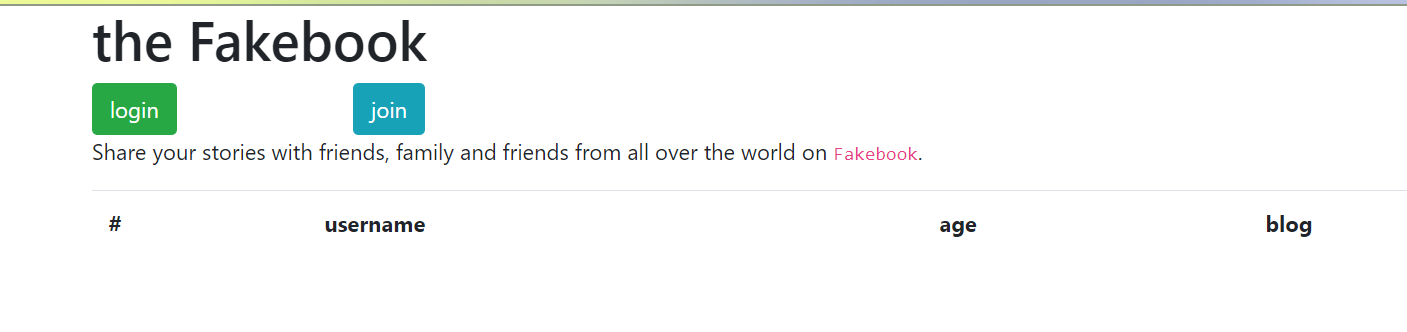 the Fakebook
login join
Share your stories with friends, family and friends from all over the world on Fakebook.
# username age blog